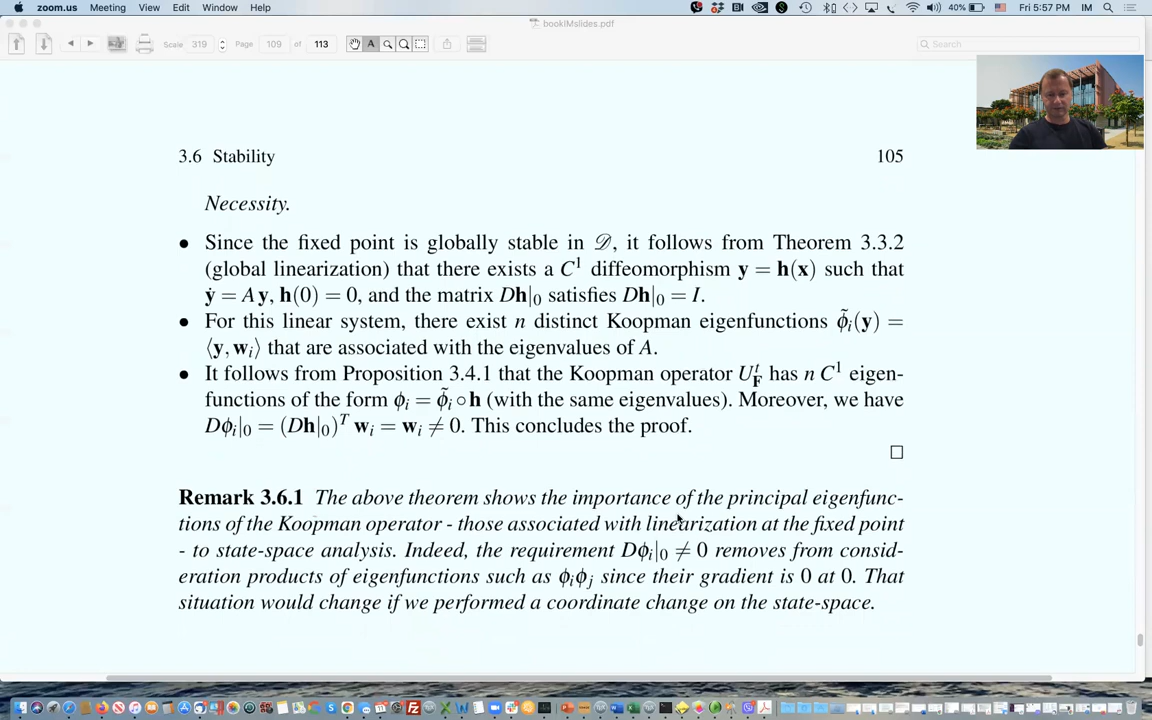 zoom.us Meeting View Edit Window Help 40% Fri 5:57 PM IM
bookIMslides.pdf
Scale 319 Page 109 of 113 A Search
3.6 Stability 105
Necessity.
• Since the fixed point is globally stable in 𝒟, it follows from Theorem 3.3.2
(global linearization) that there exists a C¹ diffeomorphism y = h(x) such that
ẏ = Ay, h(0) = 0, and the matrix Dh|₀ satisfies Dh|₀ = I.
• For this linear system, there exist n distinct Koopman eigenfunctions ϕ̃ᵢ(y) =
⟨y, wᵢ⟩ that are associated with the eigenvalues of A.
• It follows from Proposition 3.4.1 that the Koopman operator Uᵗ_F has n C¹ eigen-
functions of the form ϕᵢ = ϕ̃ᵢ ∘ h (with the same eigenvalues). Moreover, we have
Dϕᵢ|₀ = (Dh|₀)ᵀ wᵢ = wᵢ ≠ 0. This concludes the proof.
□
Remark 3.6.1 The above theorem shows the importance of the principal eigenfunc-
tions of the Koopman operator - those associated with linearization at the fixed point
- to state-space analysis. Indeed, the requirement Dϕᵢ|₀ ≠ 0 removes from consid-
eration products of eigenfunctions such as ϕᵢϕⱼ since their gradient is 0 at 0. That
situation would change if we performed a coordinate change on the state-space.